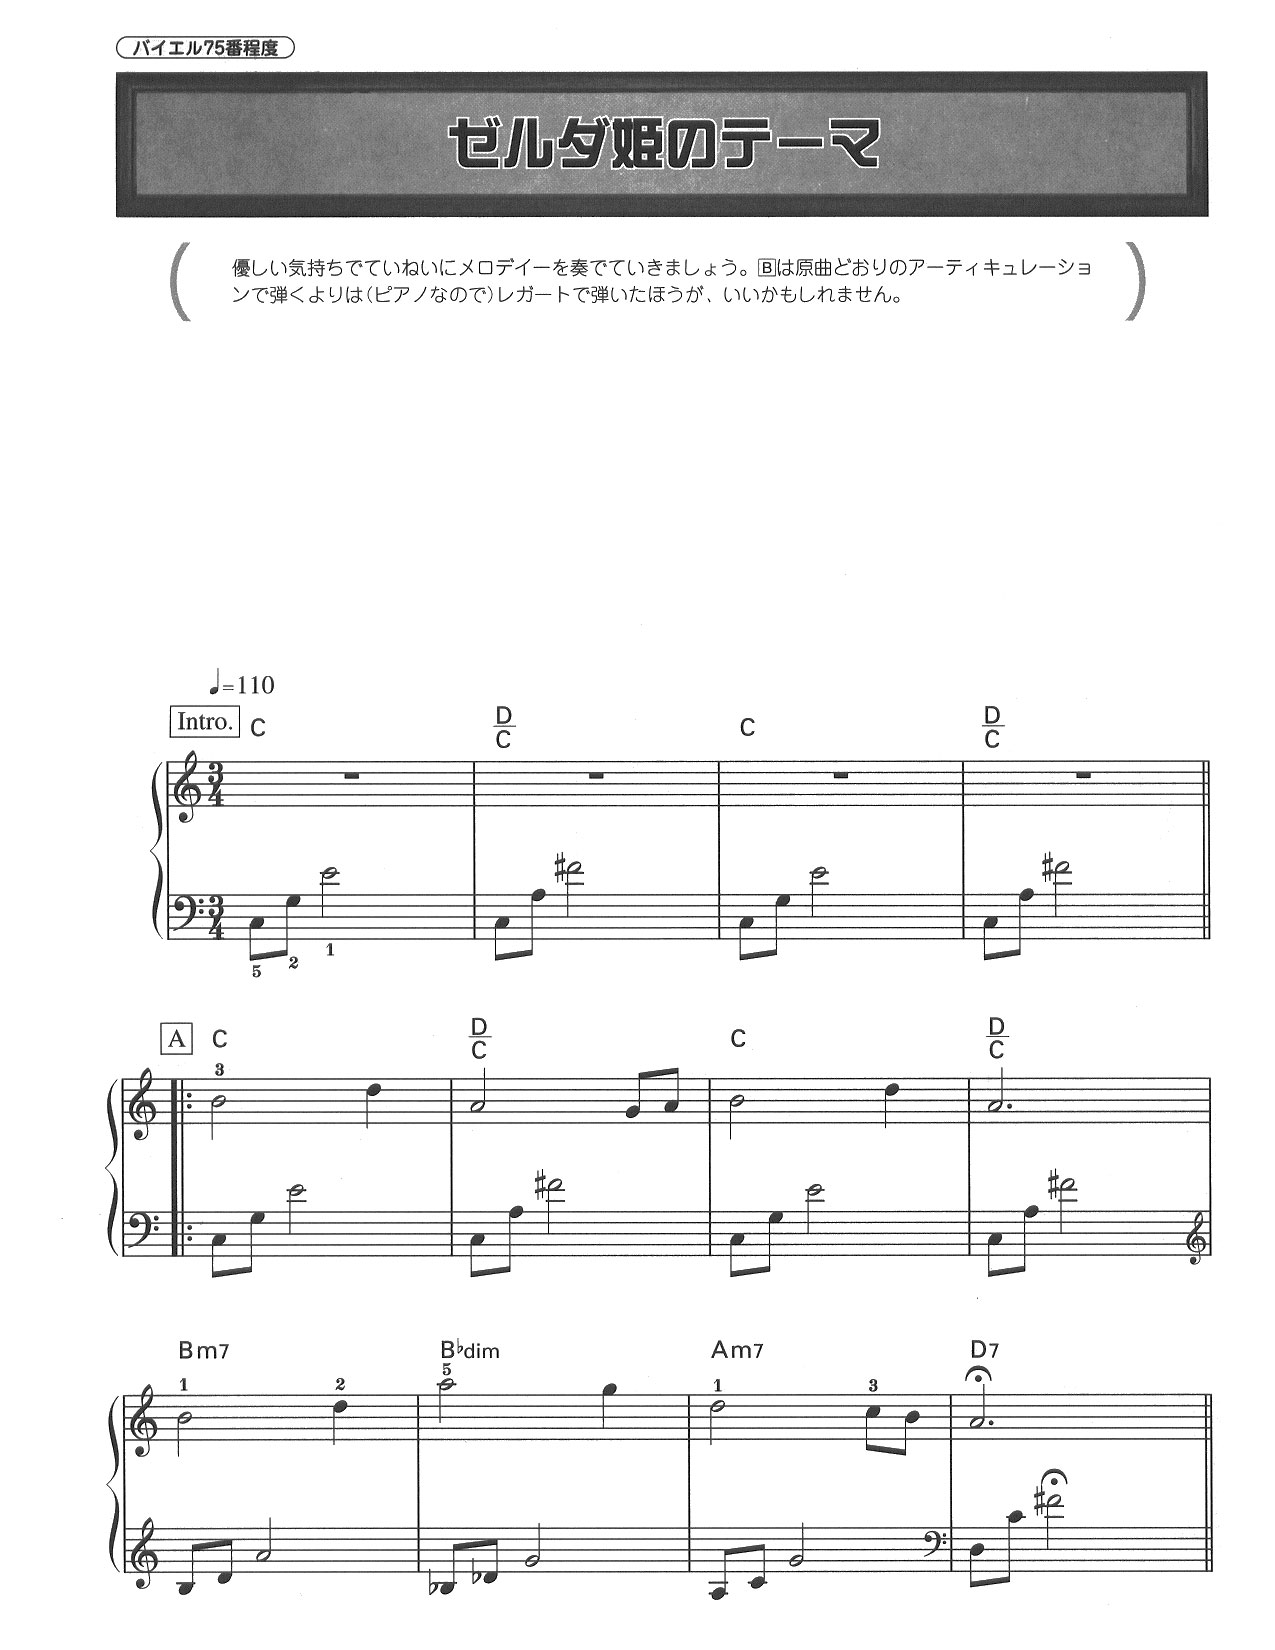 バイエル75番程度
ゼルダ姫のテーマ
優しい気持ちでていねいにメロデイーを奏でていきましょう。Bは原曲どおりのアーティキュレーショ
ンで弾くよりは(ピアノなので)レガートで弾いたほうが、いいかもしれません。
♩=110
Intro. C D/C C D/C
3 4
3 4
5 2 1
A C D/C C D/C
3
Bm7 B♭dim Am7 D7
1 2 5 1 3